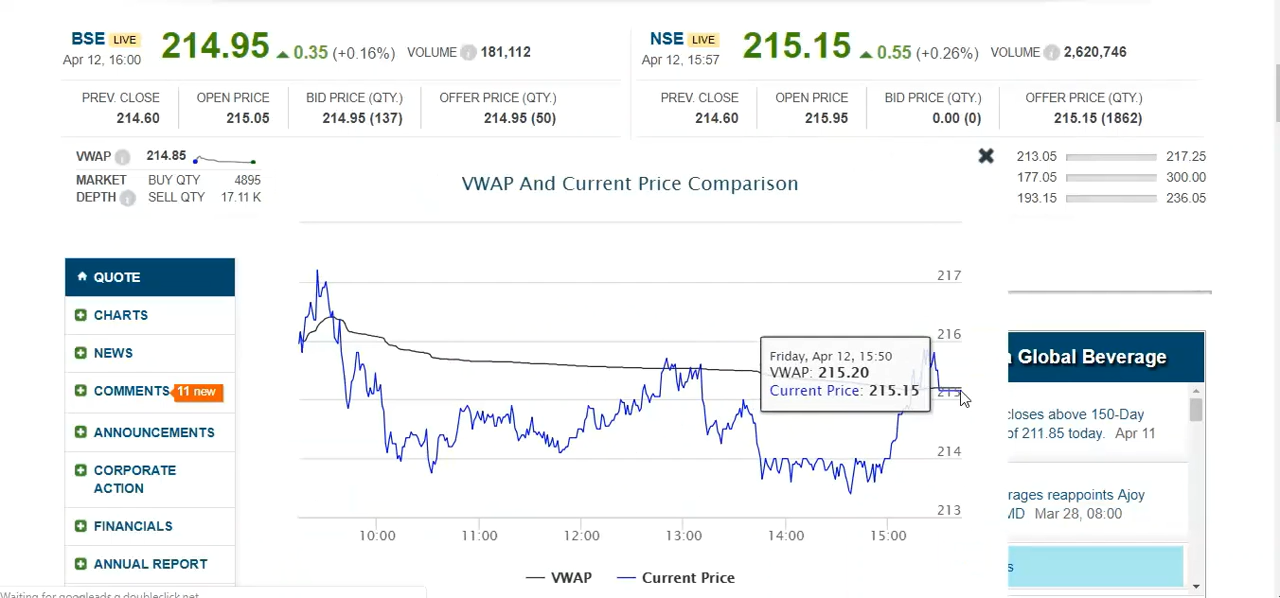 BSE LIVE 214.95 0.35 (+0.16%) VOLUME i 181,112
Apr 12, 16:00
NSE LIVE 215.15 0.55 (+0.26%) VOLUME i 2,620,746
Apr 12, 15:57
PREV. CLOSE OPEN PRICE BID PRICE (QTY.) OFFER PRICE (QTY.)
214.60 215.05 214.95 (137) 214.95 (50)
PREV. CLOSE OPEN PRICE BID PRICE (QTY.) OFFER PRICE (QTY.)
214.60 215.95 0.00 (0) 215.15 (1862)
VWAP i 214.85
MARKET DEPTH i BUY QTY 4895
SELL QTY 17.11 K
213.05 217.25
177.05 300.00
193.15 236.05
VWAP And Current Price Comparison
217
216
215
214
213
Friday, Apr 12, 15:50
VWAP: 215.20
Current Price: 215.15
10:00 11:00 12:00 13:00 14:00 15:00
VWAP Current Price
QUOTE
CHARTS
NEWS
COMMENTS 11 new
ANNOUNCEMENTS
CORPORATE
ACTION
FINANCIALS
ANNUAL REPORT
Global Beverage
closes above 150-Day
of 211.85 today. Apr 11
rages reappoints Ajoy
MD Mar 28, 08:00
s
Waiting for googleads.g.doubleclick.net